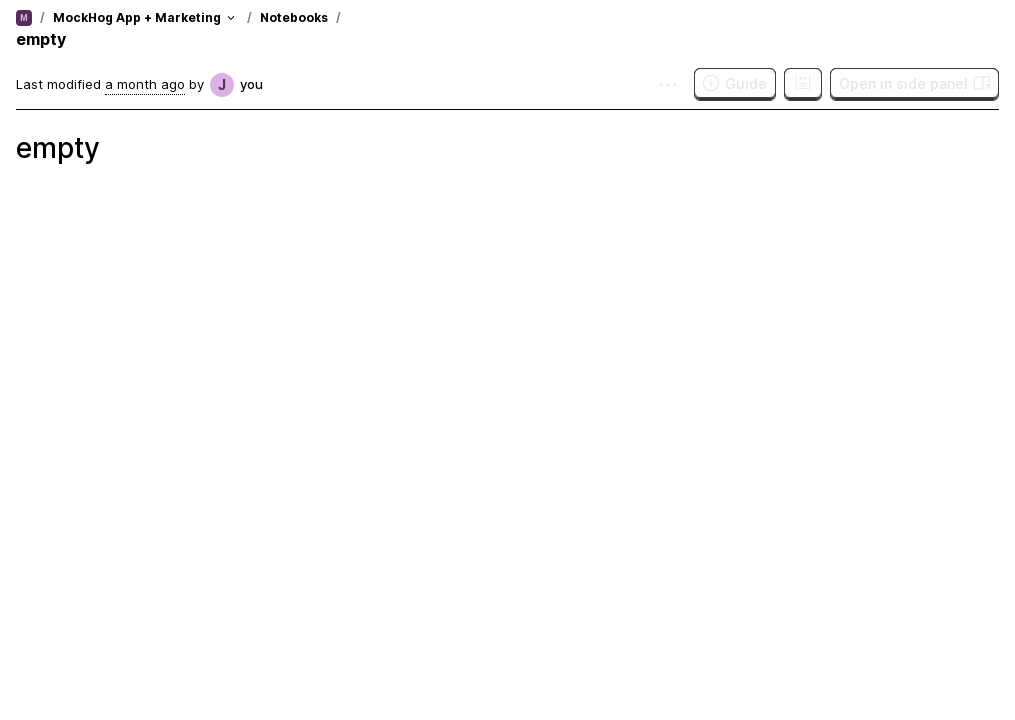 M / MockHog App + Marketing / Notebooks /
empty
Last modified a month ago by J you
Guide
Open in side panel
empty